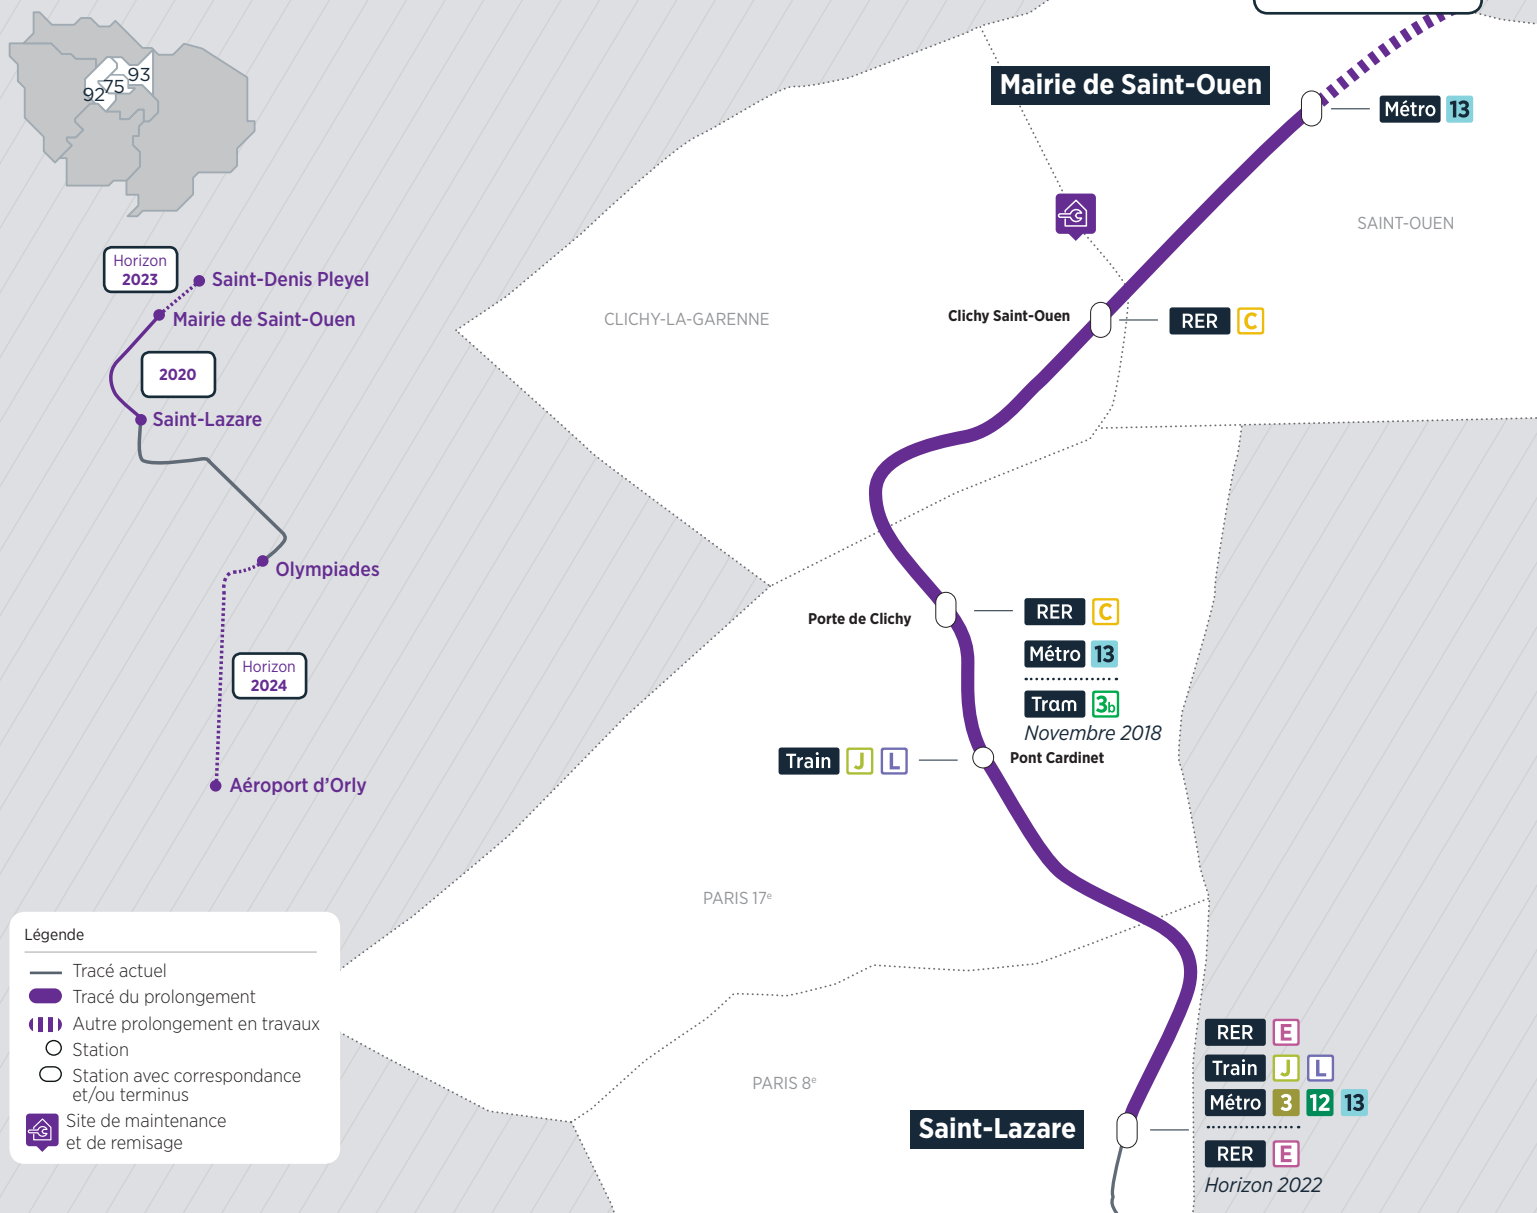 93
75
92
Horizon
2023
Saint-Denis Pleyel
Mairie de Saint-Ouen
2020
Saint-Lazare
Olympiades
Horizon
2024
Aéroport d’Orly
Légende
Tracé actuel
Tracé du prolongement
Autre prolongement en travaux
Station
Station avec correspondance
et/ou terminus
Site de maintenance
et de remisage
Mairie de Saint-Ouen
Métro 13
SAINT-OUEN
CLICHY-LA-GARENNE
Clichy Saint-Ouen
RER C
Porte de Clichy
RER C
Métro 13
Tram 3b
Novembre 2018
Train J L
Pont Cardinet
PARIS 17e
PARIS 8e
Saint-Lazare
RER E
Train J L
Métro 3 12 13
RER E
Horizon 2022